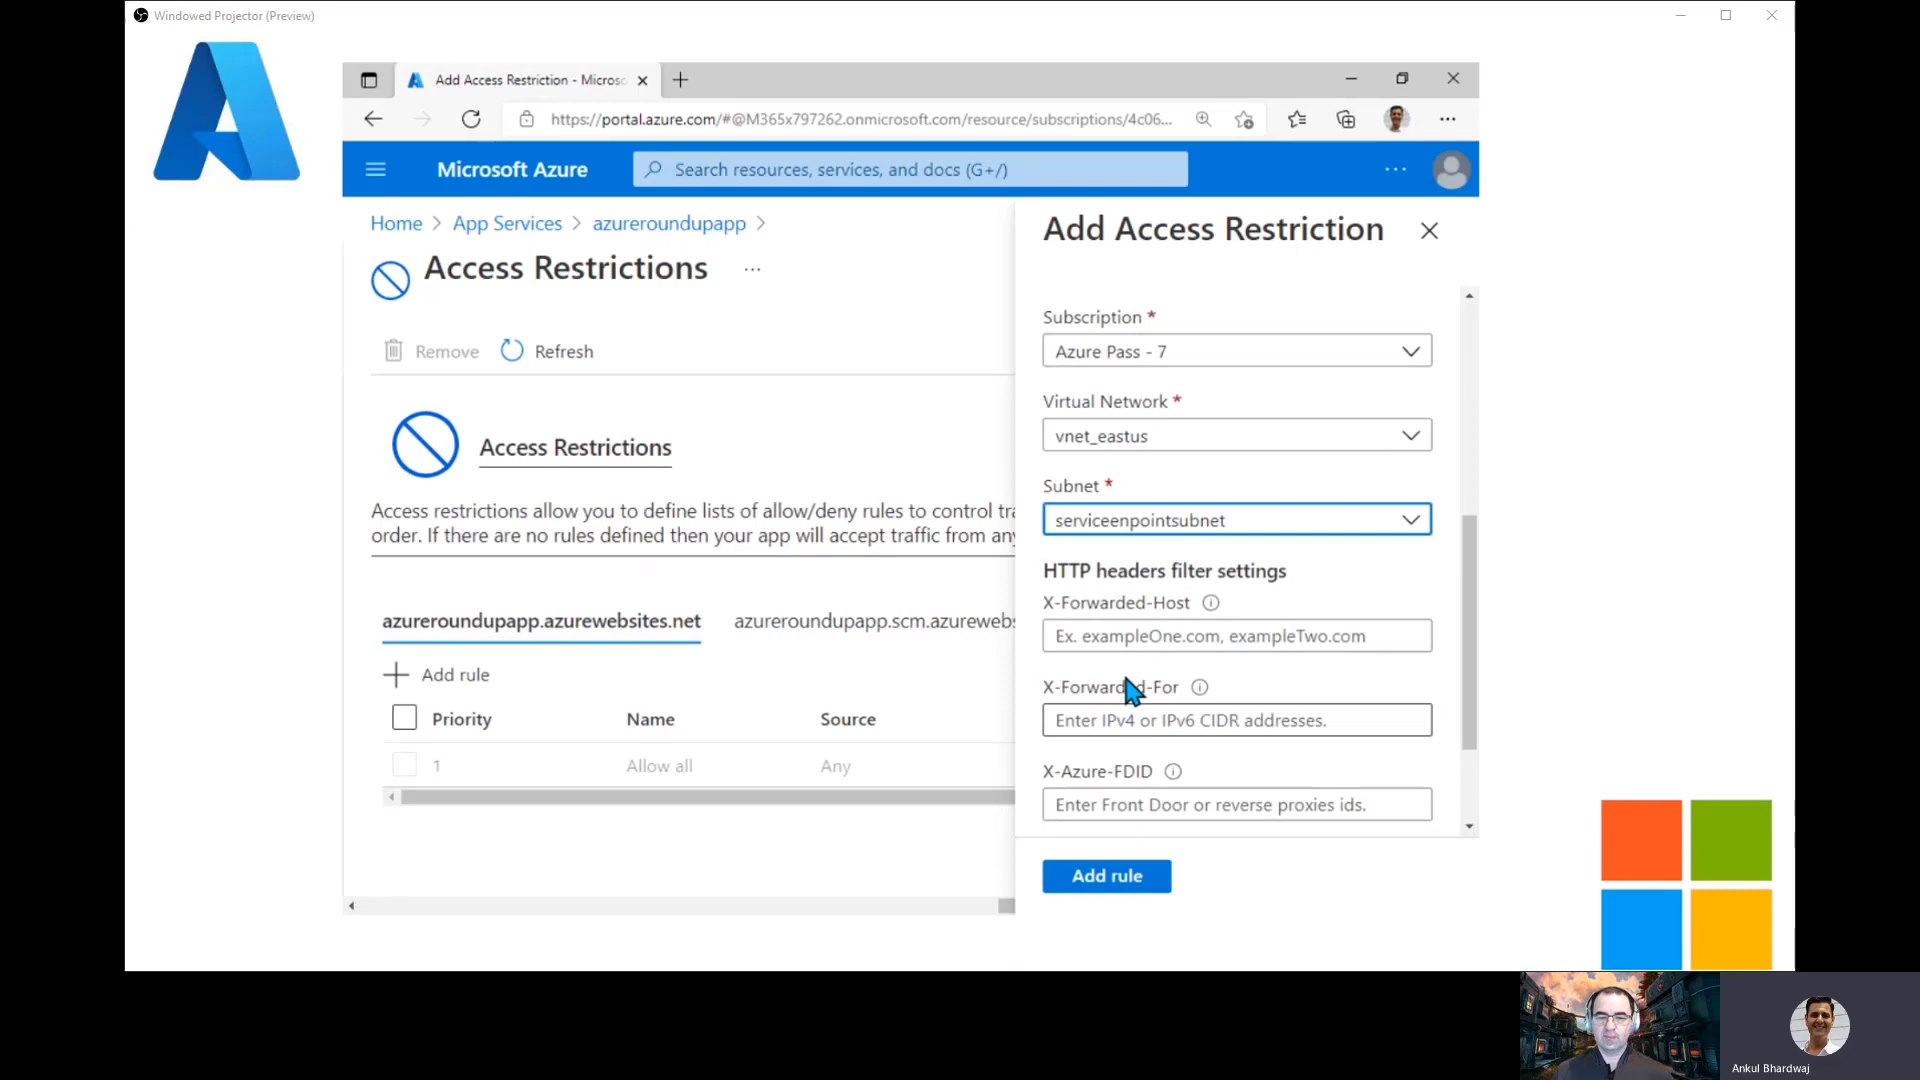 Windowed Projector (Preview)
Add Access Restriction - Microso
https://portal.azure.com/#@M365x797262.onmicrosoft.com/resource/subscriptions/4c06...
Microsoft Azure
Search resources, services, and docs (G+/)
Home > App Services > azureroundupapp >
Access Restrictions ...
Remove
Refresh
Access Restrictions
Access restrictions allow you to define lists of allow/deny rules to control tra
order. If there are no rules defined then your app will accept traffic from any
azureroundupapp.azurewebsites.net
azureroundupapp.scm.azurewebs
Add rule
Priority Name Source
1 Allow all Any
Add Access Restriction
Subscription *
Azure Pass - 7
Virtual Network *
vnet_eastus
Subnet *
serviceenpointsubnet
HTTP headers filter settings
X-Forwarded-Host
Ex. exampleOne.com, exampleTwo.com
X-Forwarded-For
Enter IPv4 or IPv6 CIDR addresses.
X-Azure-FDID
Enter Front Door or reverse proxies ids.
Add rule
Ankul Bhardwaj